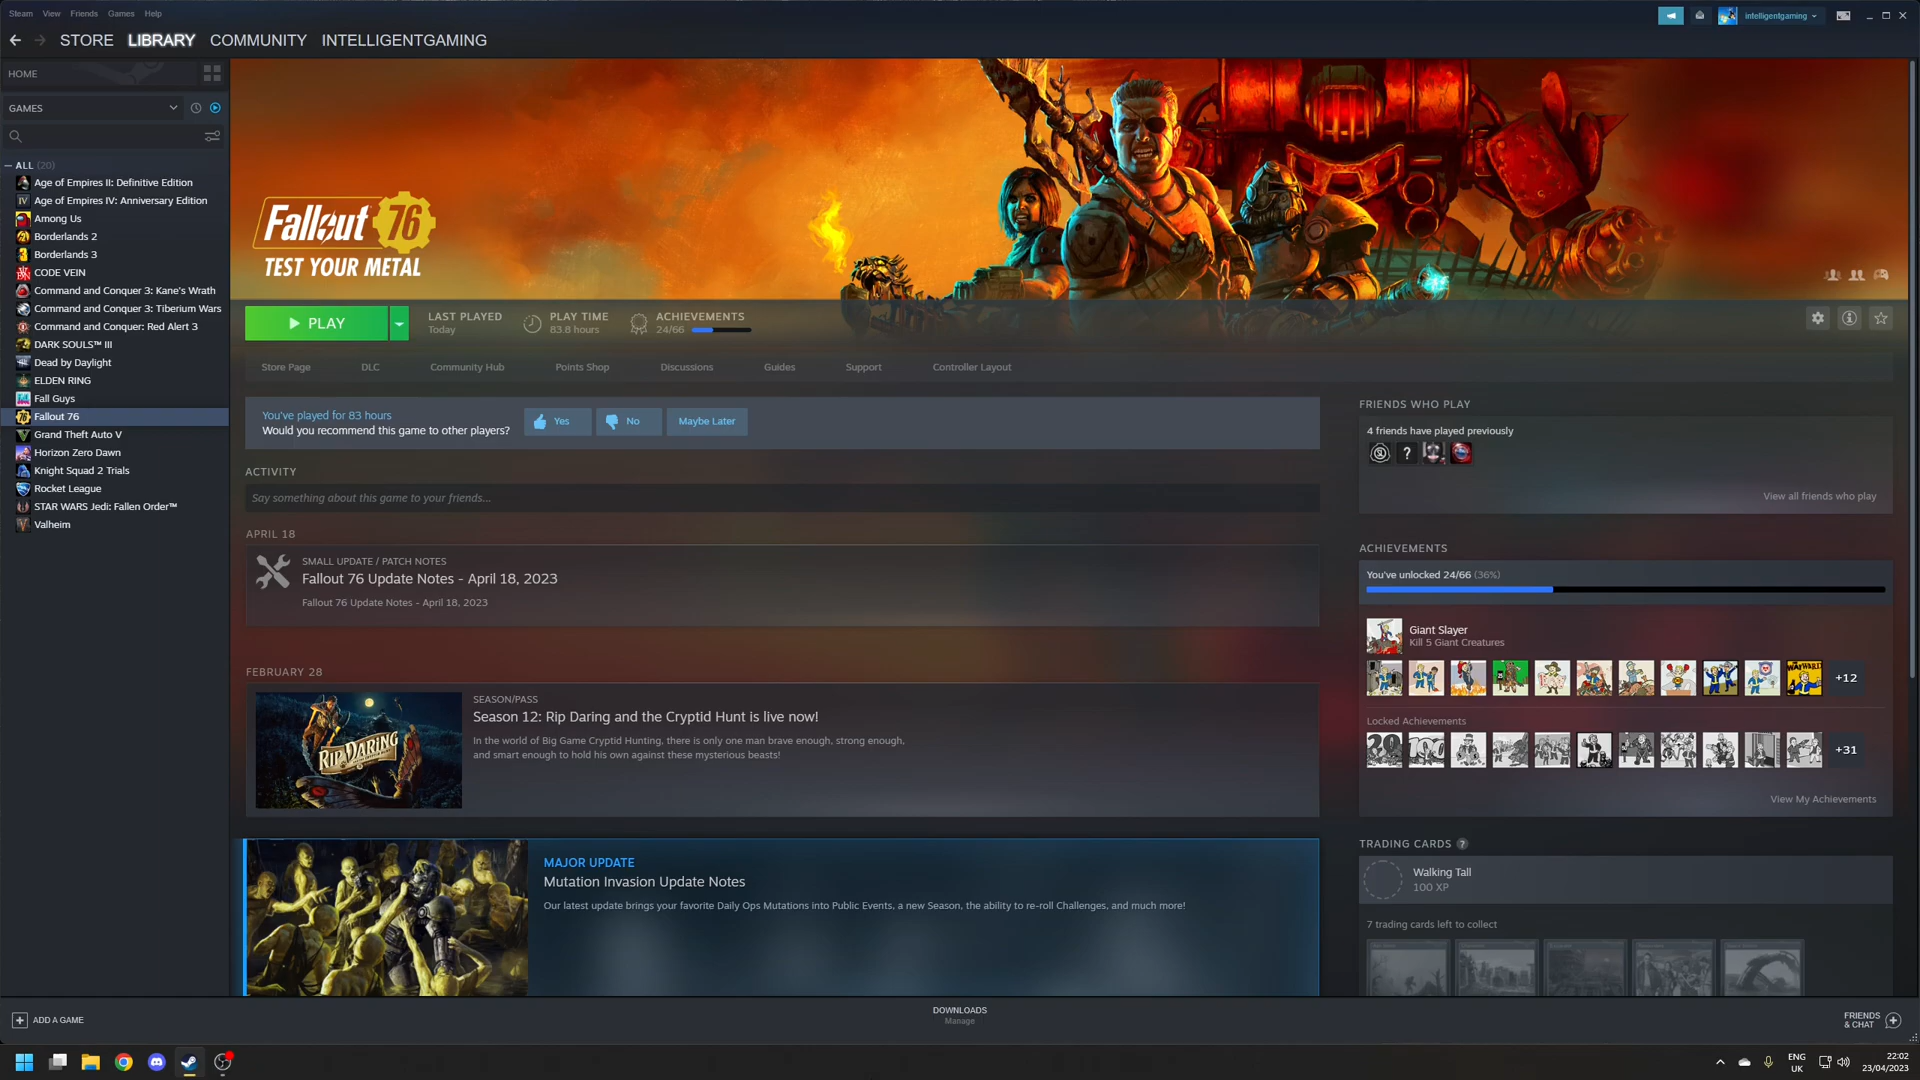 Steam View Friends Games Help
intelligentgaming
STORE LIBRARY COMMUNITY INTELLIGENTGAMING
HOME
GAMES
ALL (20)
Age of Empires II: Definitive Edition
Age of Empires IV: Anniversary Edition
Among Us
Borderlands 2
Borderlands 3
CODE VEIN
Command and Conquer 3: Kane's Wrath
Command and Conquer 3: Tiberium Wars
Command and Conquer: Red Alert 3
DARK SOULS™ III
Dead by Daylight
ELDEN RING
Fall Guys
Fallout 76
Grand Theft Auto V
Horizon Zero Dawn
Knight Squad 2 Trials
Rocket League
STAR WARS Jedi: Fallen Order™
Valheim
Fallout 76
TEST YOUR METAL
PLAY
LAST PLAYED
Today
PLAY TIME
83.8 hours
ACHIEVEMENTS
24/66
Store Page DLC Community Hub Points Shop Discussions Guides Support Controller Layout
You've played for 83 hours
Would you recommend this game to other players?
Yes No Maybe Later
ACTIVITY
Say something about this game to your friends...
APRIL 18
SMALL UPDATE / PATCH NOTES
Fallout 76 Update Notes - April 18, 2023
Fallout 76 Update Notes - April 18, 2023
FEBRUARY 28
RIP DARING
SEASON/PASS
Season 12: Rip Daring and the Cryptid Hunt is live now!
In the world of Big Game Cryptid Hunting, there is only one man brave enough, strong enough,
and smart enough to hold his own against these mysterious beasts!
MAJOR UPDATE
Mutation Invasion Update Notes
Our latest update brings your favorite Daily Ops Mutations into Public Events, a new Season, the ability to re-roll Challenges, and much more!
FRIENDS WHO PLAY
4 friends have played previously
?
View all friends who play
ACHIEVEMENTS
You've unlocked 24/66 (36%)
Giant Slayer
Kill 5 Giant Creatures
WAYWARD
+12
Locked Achievements
100
+31
View My Achievements
TRADING CARDS ?
Walking Tall
100 XP
7 trading cards left to collect
ADD A GAME
DOWNLOADS
Manage
FRIENDS
& CHAT
ENG
UK
22:02
23/04/2023